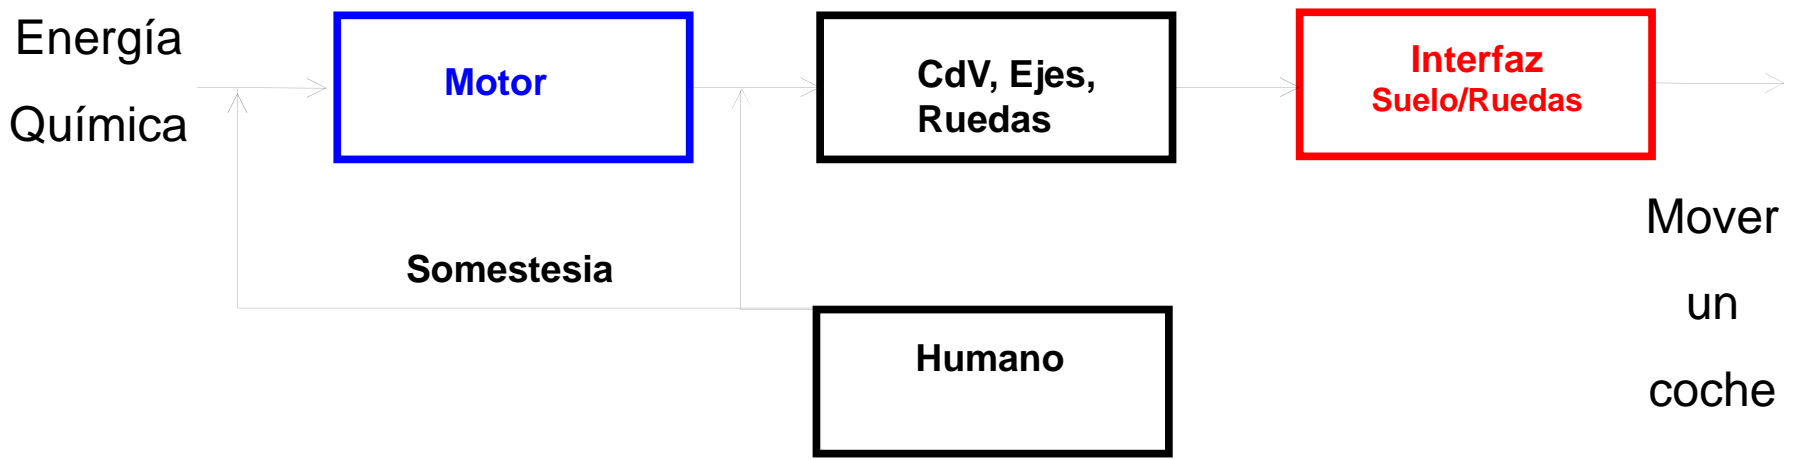 Energía
Química
Motor
CdV, Ejes,
Ruedas
Interfaz
Suelo/Ruedas
Somestesia
Humano
Mover
un
coche